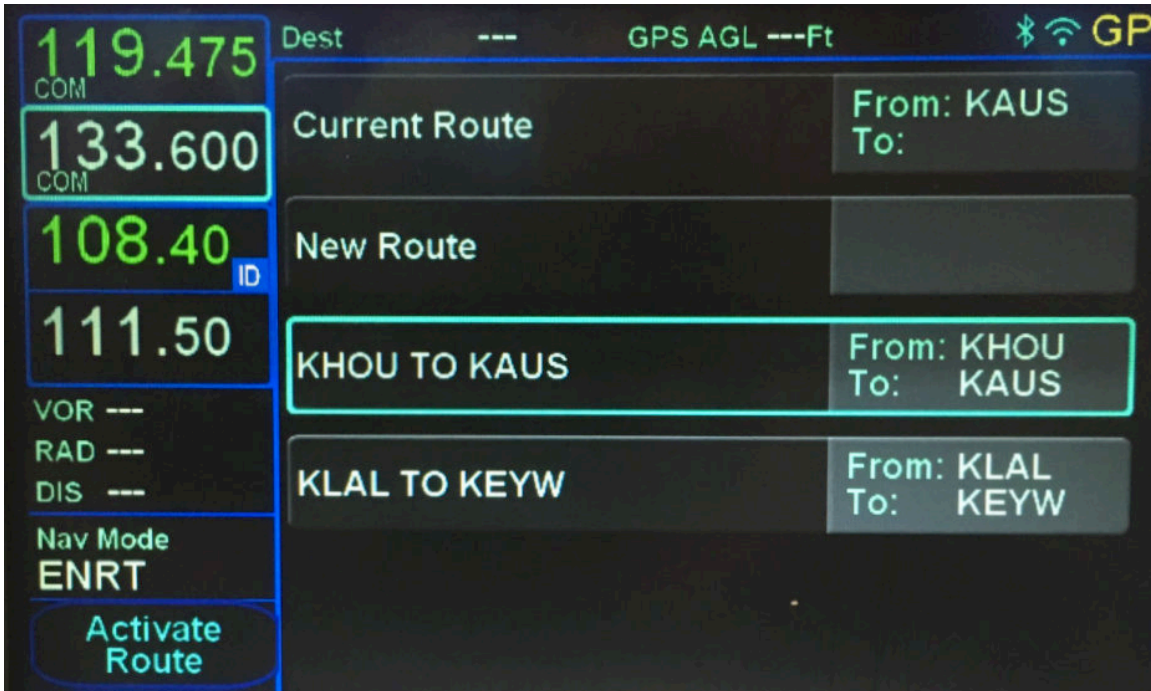 119.475
COM
133.600
COM
108.40
ID
111.50
VOR ---
RAD ---
DIS ---
Nav Mode
ENRT
Activate
Route
Dest --- GPS AGL ---Ft GP
Current Route
From: KAUS
To:
New Route
KHOU TO KAUS
From: KHOU
To: KAUS
KLAL TO KEYW
From: KLAL
To: KEYW